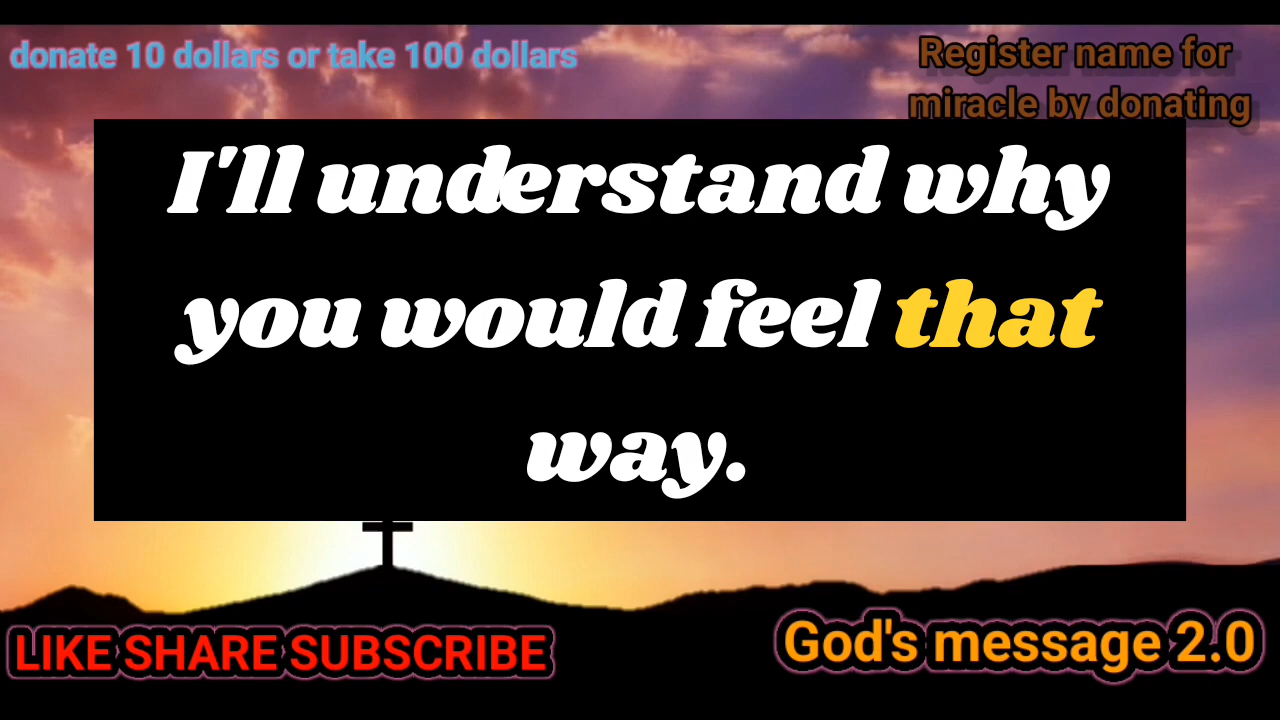 donate 10 dollars or take 100 dollars
Register name for
miracle by donating
I'll understand why
you would feel that
way.
LIKE SHARE SUBSCRIBE
God's message 2.0